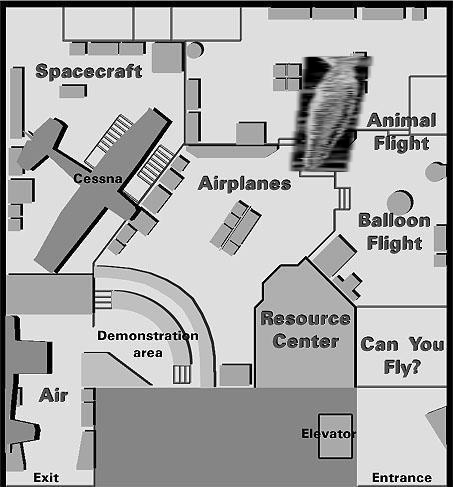 Spacecraft
Animal
Flight
Cessna
Airplanes
Balloon
Flight
Demonstration
area
Resource
Center
Can You
Fly?
Air
Elevator
Exit
Entrance